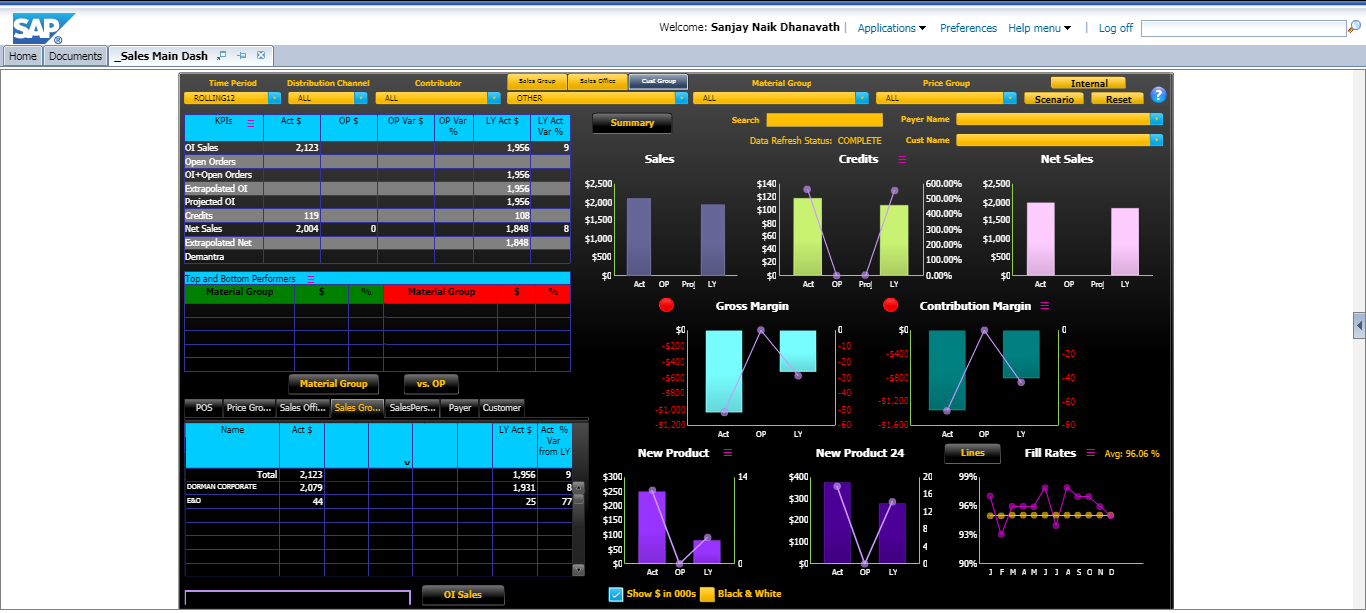 SAP®
Welcome: Sanjay Naik Dhanavath | Applications Preferences Help menu | Log off
Home Documents _Sales Main Dash
Time Period Distribution Channel Contributor Sales Group Sales Office Cust Group Material Group Price Group Internal
ROLLING12 ALL ALL OTHER ALL ALL Scenario Reset ?
KPIs Act $ OP $ OP Var $ OP Var % LY Act $ LY Act Var %
OI Sales 2,123 1,956 9
Open Orders
OI+Open Orders 1,956
Extrapolated OI 1,956
Projected OI 1,956
Credits 119 108
Net Sales 2,004 0 1,848 8
Extrapolated Net 1,848
Demantra
Summary Search Payer Name
Data Refresh Status: COMPLETE Cust Name
Sales
$2,500
$2,000
$1,500
$1,000
$500
$0
Act OP Proj LY
Credits
$140
$120
$100
$80
$60
$40
$20
$0
600.00%
500.00%
400.00%
300.00%
200.00%
100.00%
0.00%
Act OP Proj LY
Net Sales
$2,500
$2,000
$1,500
$1,000
$500
$0
Act OP Proj LY
Top and Bottom Performers
Material Group $ % Material Group $ %
Material Group vs. OP
Gross Margin
$0
-$200
-$400
-$600
-$800
-$1,000
-$1,200
0
-10
-20
-30
-40
-50
-60
Act OP LY
Contribution Margin
$0
-$400
-$800
-$1,200
-$1,600
0
-20
-40
-60
-80
Act OP LY
POS Price Gro... Sales Offi... Sales Gro... SalesPers... Payer Customer
Name Act $ v LY Act $ Act % Var from LY
Total 2,123 1,956 9
DORMAN CORPORATE 2,079 1,931 8
E&O 44 25 77
OI Sales
New Product
$300
$250
$200
$150
$100
$50
$0
14
0
Act OP LY
New Product 24
$400
$300
$200
$100
$0
20
16
12
8
4
0
Act OP LY
Lines Fill Rates Avg: 96.06 %
99%
96%
93%
90%
J F M A M J J A S O N D
Show $ in 000s Black & White